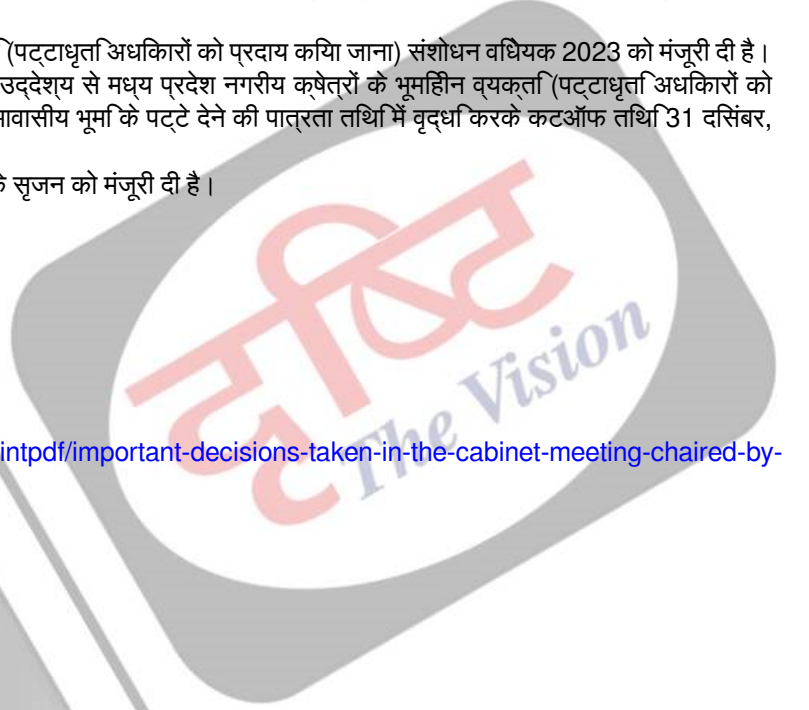 (पट्टाधृति अधिकारों को प्रदाय किया जाना) संशोधन विधेयक 2023 को मंजूरी दी है।
उद्देश्य से मध्य प्रदेश नगरीय क्षेत्रों के भूमिहीन व्यक्ति (पट्टाधृति अधिकारों को
आवासीय भूमि के पट्टे देने की पात्रता तिथि में वृद्धि करके कटऑफ तिथि 31 दिसंबर,
के सृजन को मंजूरी दी है।
दृष्टि
The Vision
intpdf/important-decisions-taken-in-the-cabinet-meeting-chaired-by-